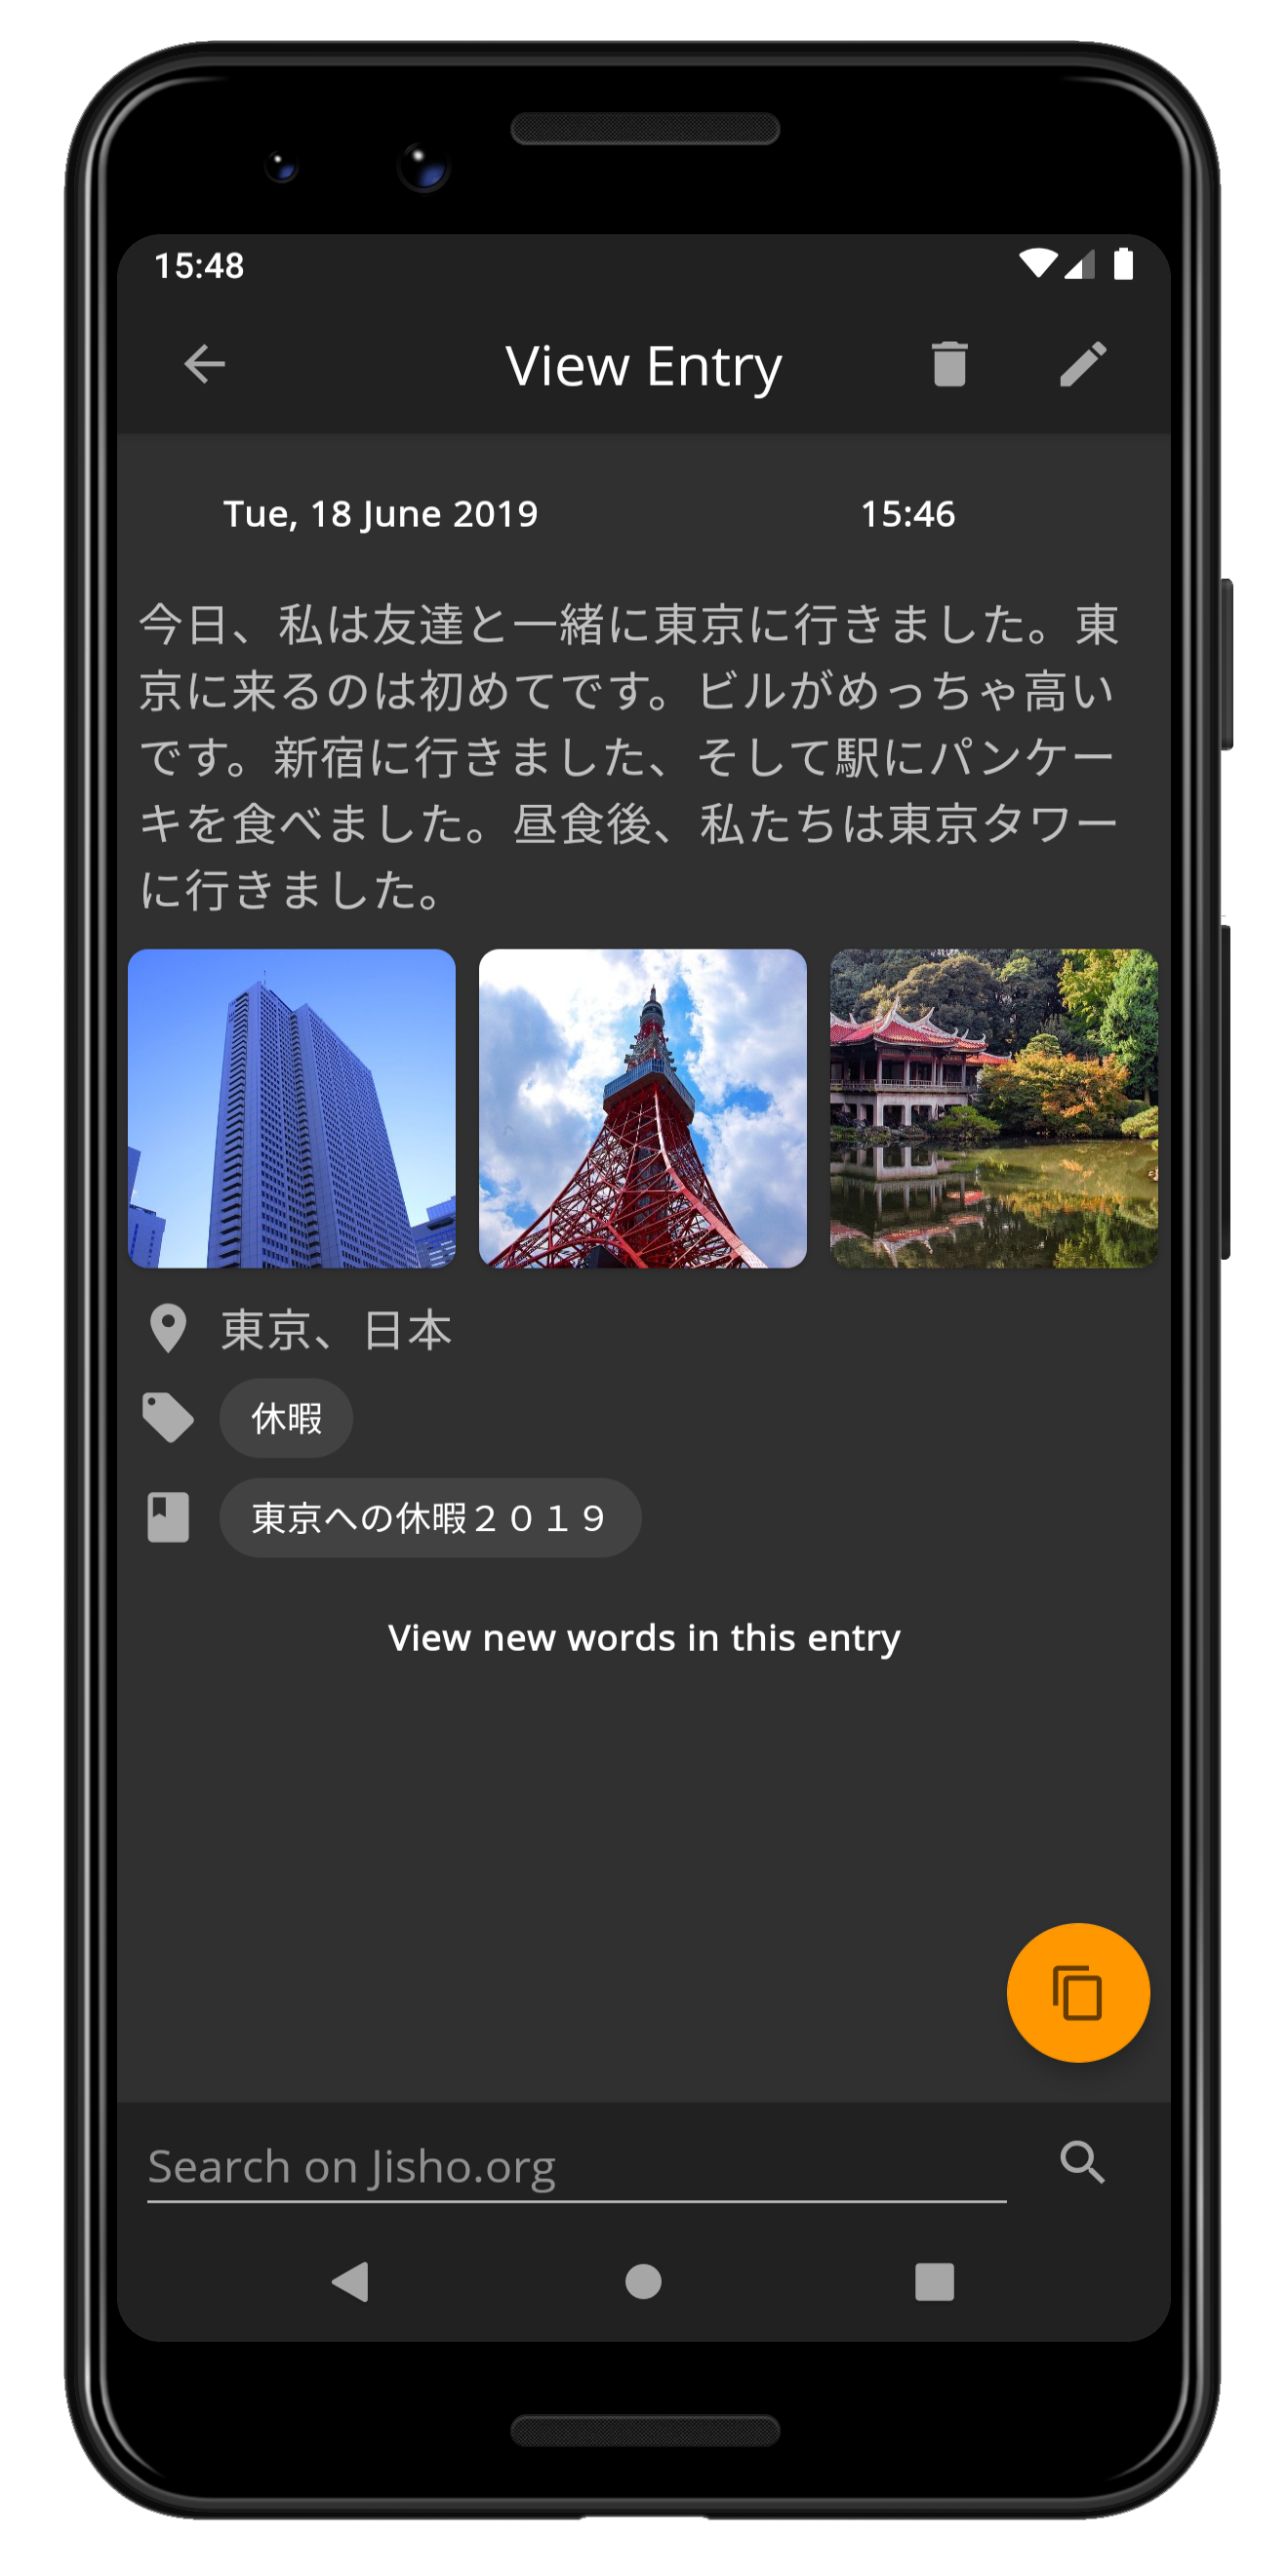 15:48
View Entry
Tue, 18 June 2019 15:46
今日、私は友達と一緒に東京に行きました。東
京に来るのは初めてです。ビルがめっちゃ高い
です。新宿に行きました、そして駅にパンケー
キを食べました。昼食後、私たちは東京タワー
に行きました。
東京、日本
休暇
東京への休暇２０１９
View new words in this entry
Search on Jisho.org